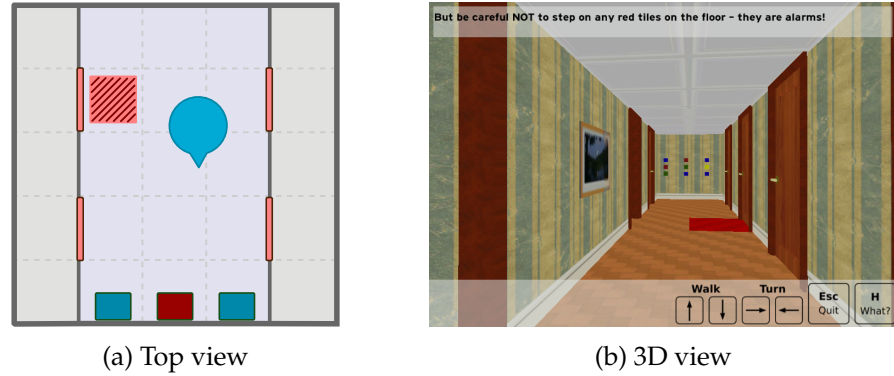 But be careful NOT to step on any red tiles on the floor - they are alarms!
Walk
Turn
Esc
Quit
H
What?
(a) Top view
(b) 3D view